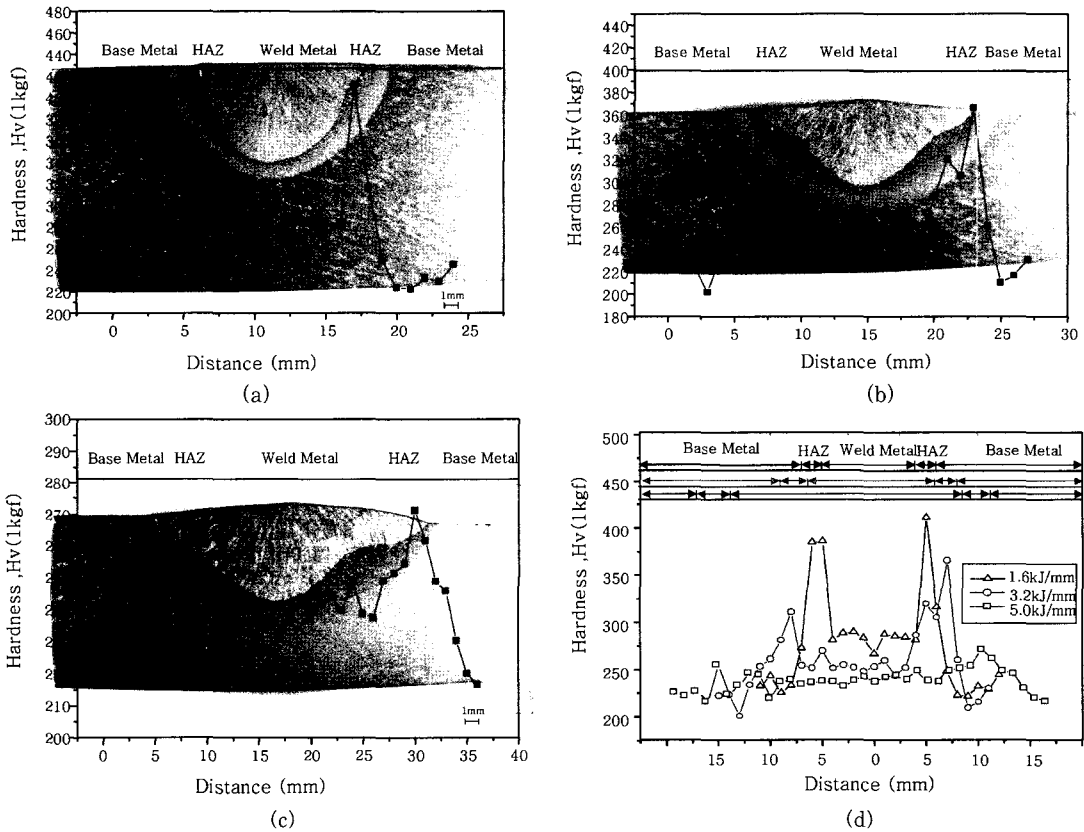 480
460
440
Base Metal HAZ Weld Metal HAZ Base Metal
220
200
Hardness ,Hv(1kgf)
1mm
0 5 10 15 20 25
Distance (mm)
(a)
450
400
380
360
340
320
300
280
260
240
220
200
180
Base Metal HAZ Weld Metal HAZ Base Metal
Hardness ,Hv(1kgf)
0 5 10 15 20 25 30
Distance (mm)
(b)
300
290
280
270
210
200
Base Metal HAZ Weld Metal HAZ Base Metal
Hardness ,Hv(1kgf)
1mm
0 5 10 15 20 25 30 35 40
Distance (mm)
(c)
500
450
400
350
300
250
200
Base Metal HAZ Weld Metal HAZ Base Metal
Hardness ,Hv(1kgf)
1.6kJ/mm
3.2kJ/mm
5.0kJ/mm
15 10 5 0 5 10 15
Distance (mm)
(d)